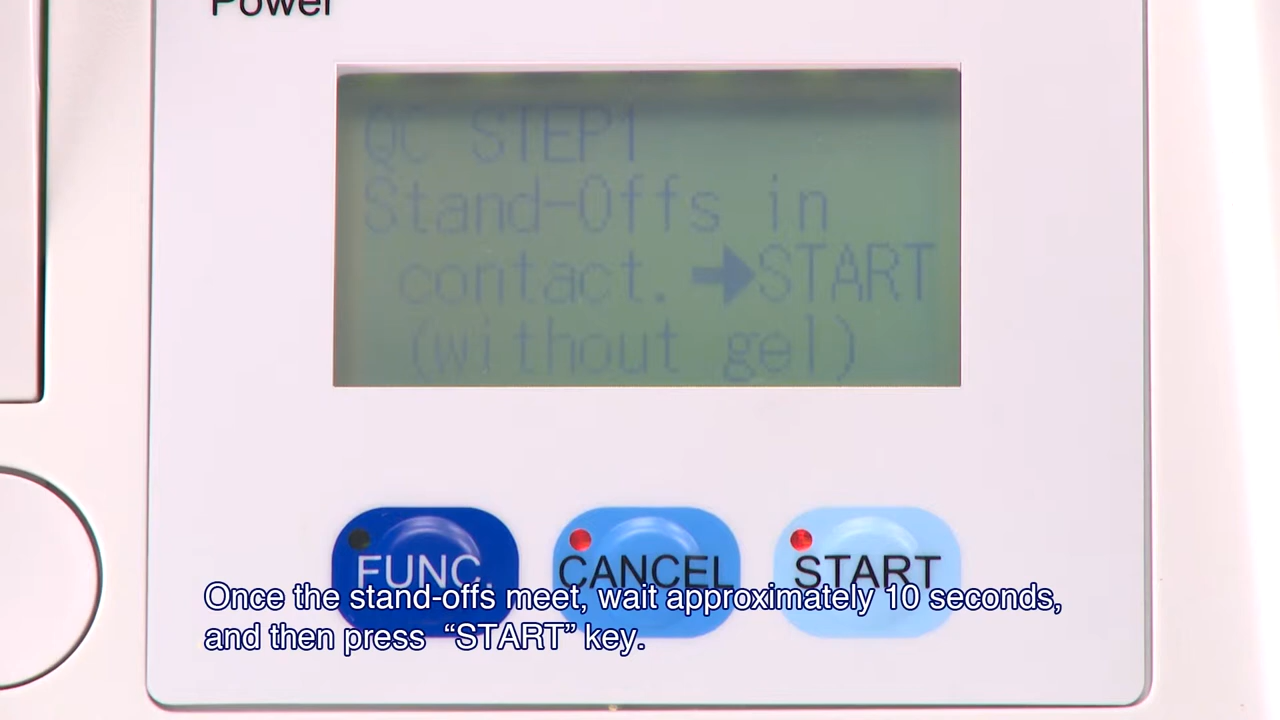 Power
QC STEP1
Stand-Offs in
contact. ➔START
(without gel)
FUNC. CANCEL START
Once the stand-offs meet, wait approximately 10 seconds,
and then press “START” key.